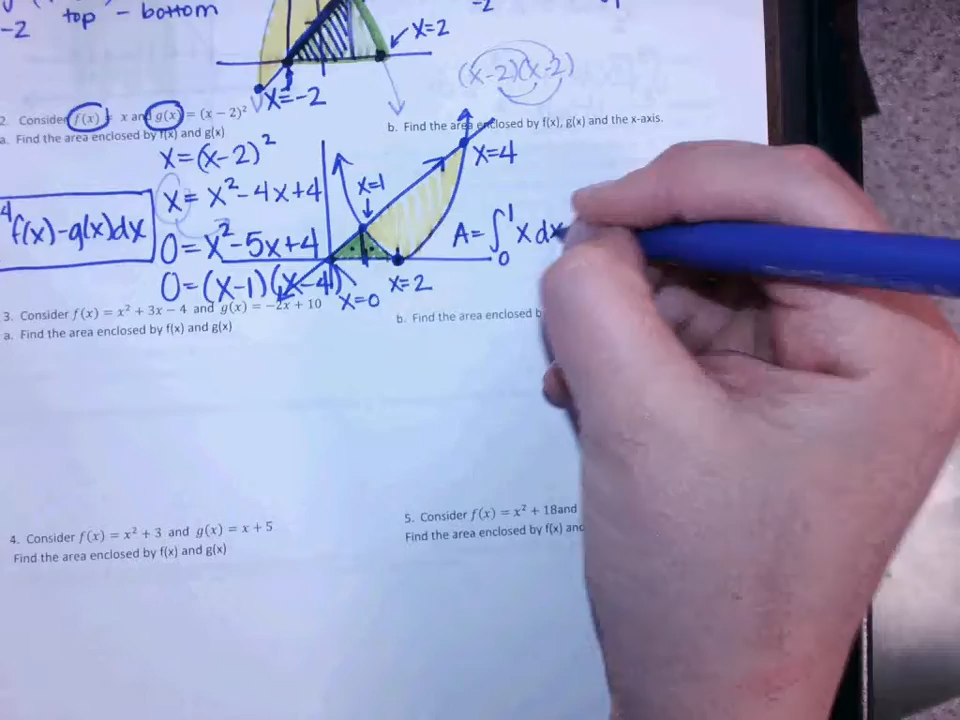 top - bottom
-2
-2
x=2
x=-2
(x-2)(x-2)
2. Consider f(x) = x and g(x) = (x − 2)²
a. Find the area enclosed by f(x) and g(x)
b. Find the area enclosed by f(x), g(x) and the x-axis.
x=(x-2)²
x=x²-4x+4
0=x²-5x+4
0=(x-1)(x-4)
4
f(x)-g(x)dx
x=1
x=4
x=0
x=2
A=∫₀¹ x dx
3. Consider f(x) = x² + 3x − 4 and g(x) = −2x + 10
a. Find the area enclosed by f(x) and g(x)
b. Find the area enclosed b
4. Consider f(x) = x² + 3 and g(x) = x + 5
Find the area enclosed by f(x) and g(x)
5. Consider f(x) = x² + 18 and
Find the area enclosed by f(x) and